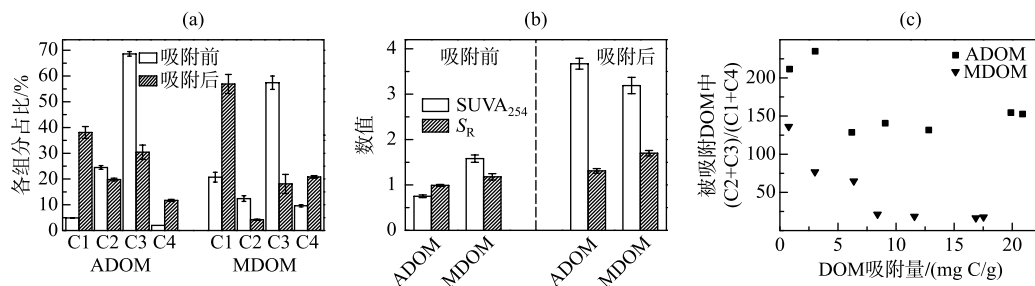 (a)
各组分占比/%
70
60
50
40
30
20
10
0
吸附前
吸附后
C1 C2 C3 C4 C1 C2 C3 C4
ADOM MDOM
(b)
数值
4
3
2
1
0
吸附前 吸附后
SUVA254
SR
ADOM MDOM ADOM MDOM
(c)
被吸附DOM中
(C2+C3)/(C1+C4)
200
150
100
50
ADOM
MDOM
0 5 10 15 20
DOM吸附量/(mg C/g)